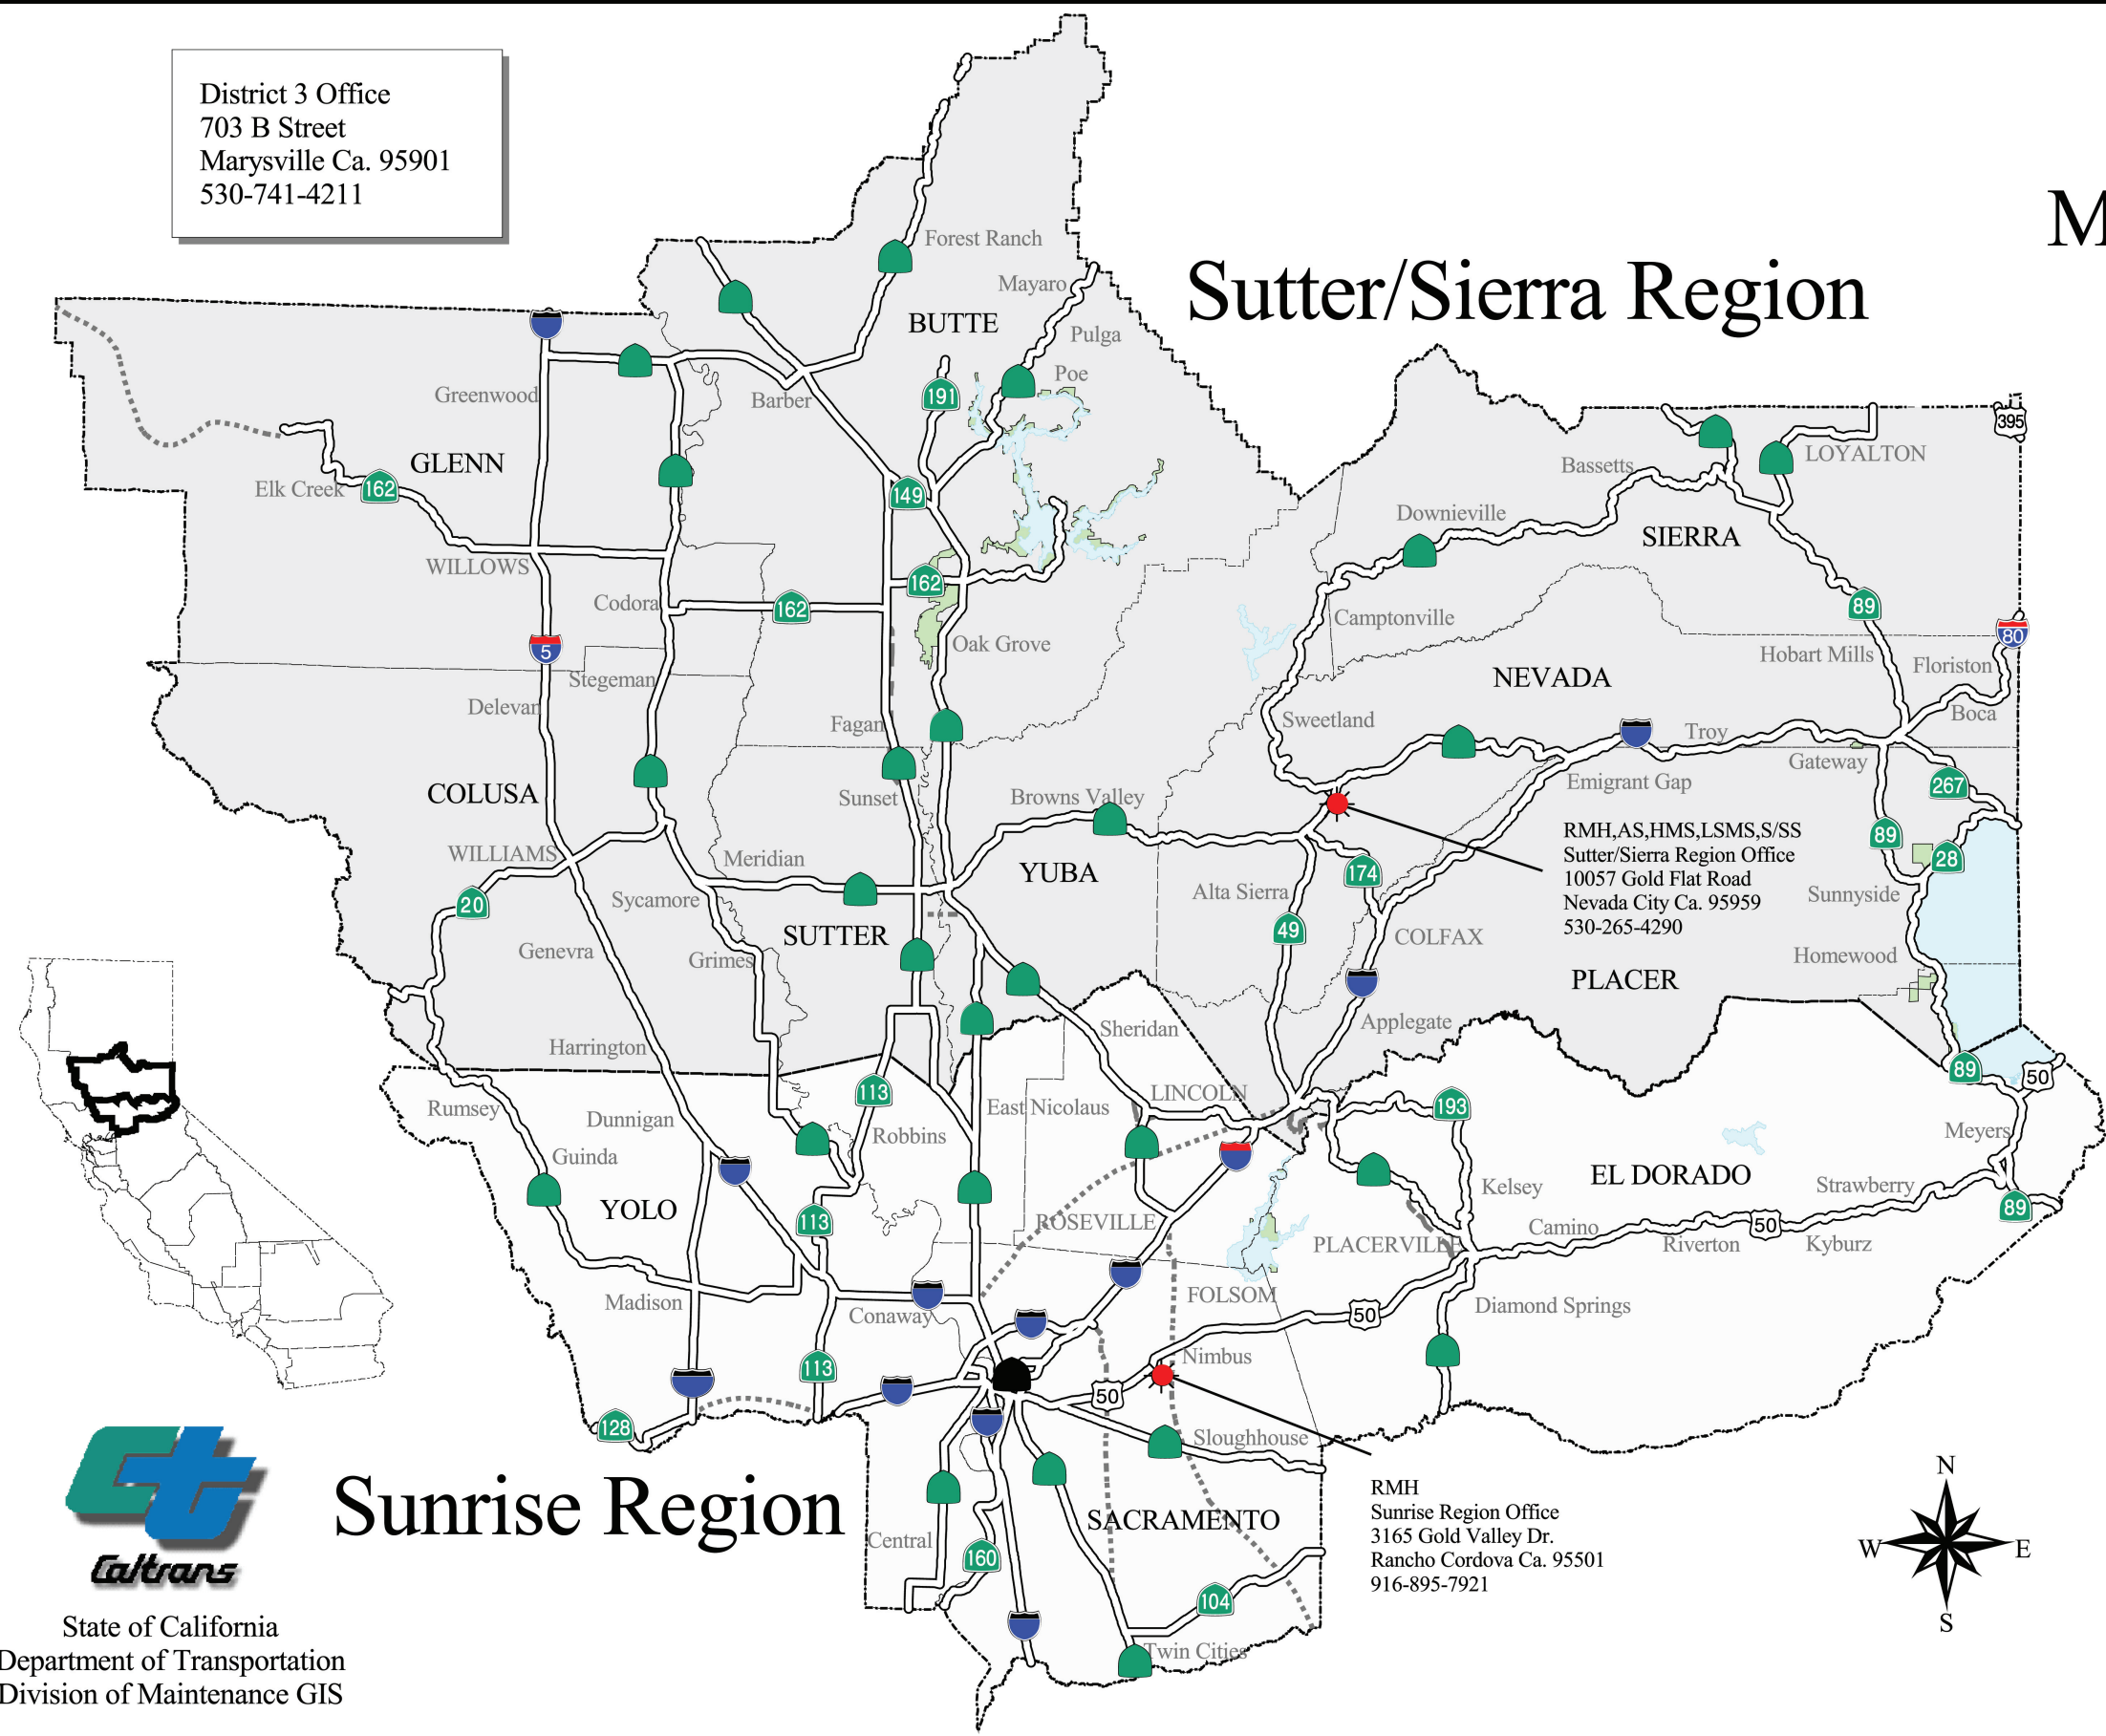 District 3 Office
703 B Street
Marysville Ca. 95901
530-741-4211
M
Sutter/Sierra Region
Forest Ranch
Mayaro
BUTTE
Pulga
Poe
Greenwood
Barber
191
395
GLENN
LOYALTON
Bassetts
Elk Creek
162
149
Downieville
SIERRA
WILLOWS
162
Codora
162
Camptonville
89
80
Oak Grove
5
Hobart Mills
Floriston
Stegeman
NEVADA
Delevan
Fagan
Sweetland
Troy
Boca
Gateway
Emigrant Gap
267
COLUSA
Sunset
Browns Valley
RMH,AS,HMS,LSMS,S/SS
Sutter/Sierra Region Office
10057 Gold Flat Road
Nevada City Ca. 95959
530-265-4290
89
28
WILLIAMS
Meridian
YUBA
174
Alta Sierra
Sunnyside
20
Sycamore
SUTTER
49
COLFAX
Genevra
Grimes
Homewood
PLACER
Applegate
Sheridan
Harrington
89
50
113
LINCOLN
193
Rumsey
East Nicolaus
Dunnigan
Robbins
Meyers
Guinda
EL DORADO
Kelsey
Strawberry
YOLO
113
ROSEVILLE
89
Camino
50
PLACERVILLE
Riverton
Kyburz
Madison
FOLSOM
Conaway
50
Diamond Springs
Nimbus
113
50
128
Sloughhouse
Sunrise Region
RMH
Sunrise Region Office
3165 Gold Valley Dr.
Rancho Cordova Ca. 95501
916-895-7921
SACRAMENTO
Central
160
104
Twin Cities
N
W
E
S
CT
Caltrans
State of California
Department of Transportation
Division of Maintenance GIS